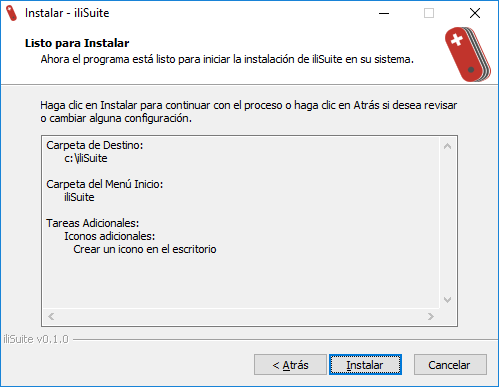 Instalar - iliSuite
Listo para Instalar
Ahora el programa está listo para iniciar la instalación de iliSuite en su sistema.
Haga clic en Instalar para continuar con el proceso o haga clic en Atrás si desea revisar
o cambiar alguna configuración.
Carpeta de Destino:
c:\iliSuite
Carpeta del Menú Inicio:
iliSuite
Tareas Adicionales:
Iconos adicionales:
Crear un icono en el escritorio
iliSuite v0.1.0
< Atrás
Instalar
Cancelar